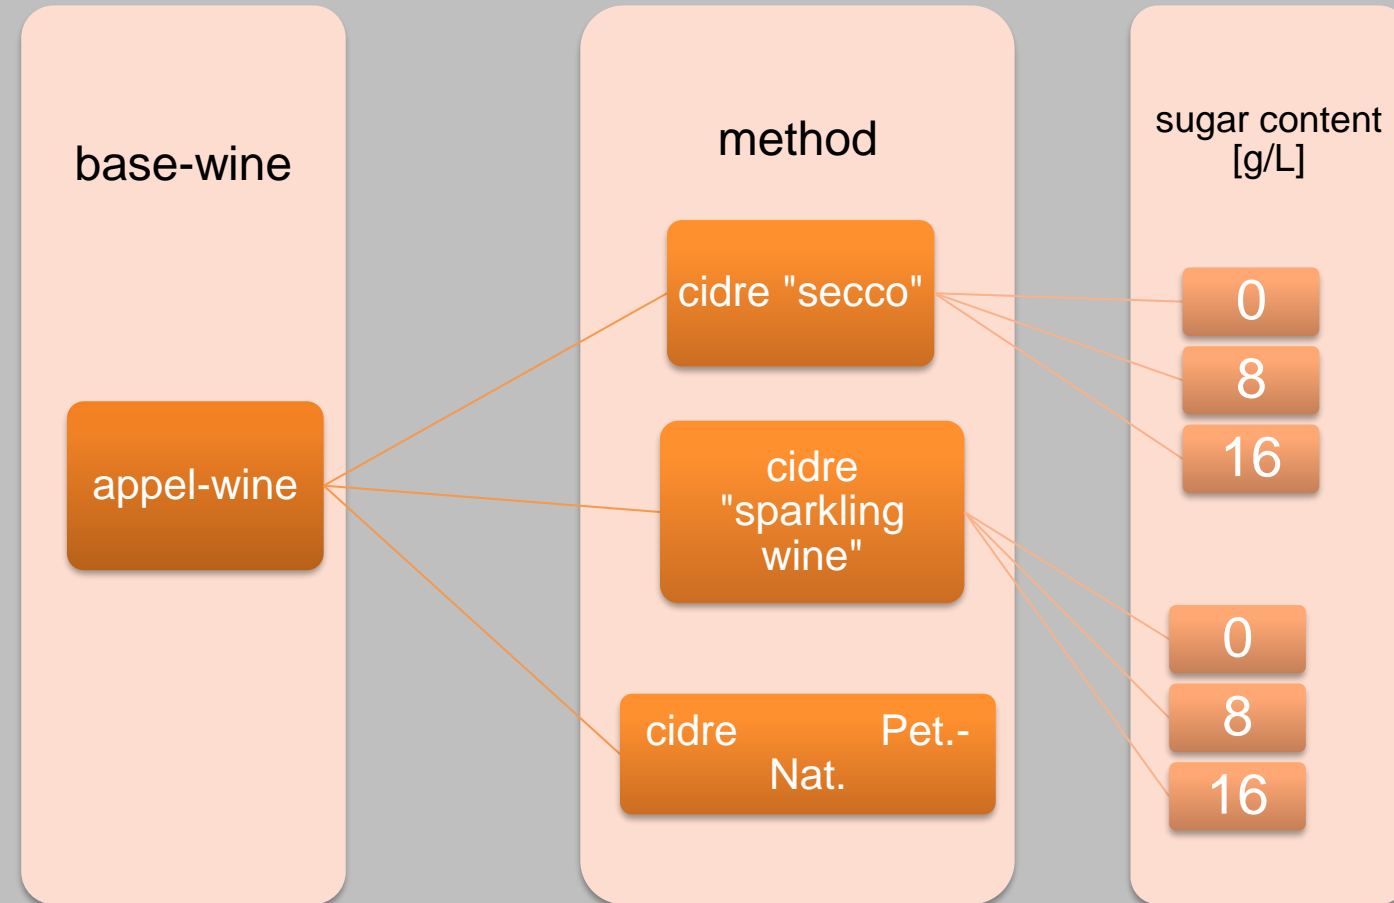 base-wine
appel-wine
method
cidre "secco"
cidre
"sparkling
wine"
cidre Pet.-
Nat.
sugar content
[g/L]
0
8
16
0
8
16